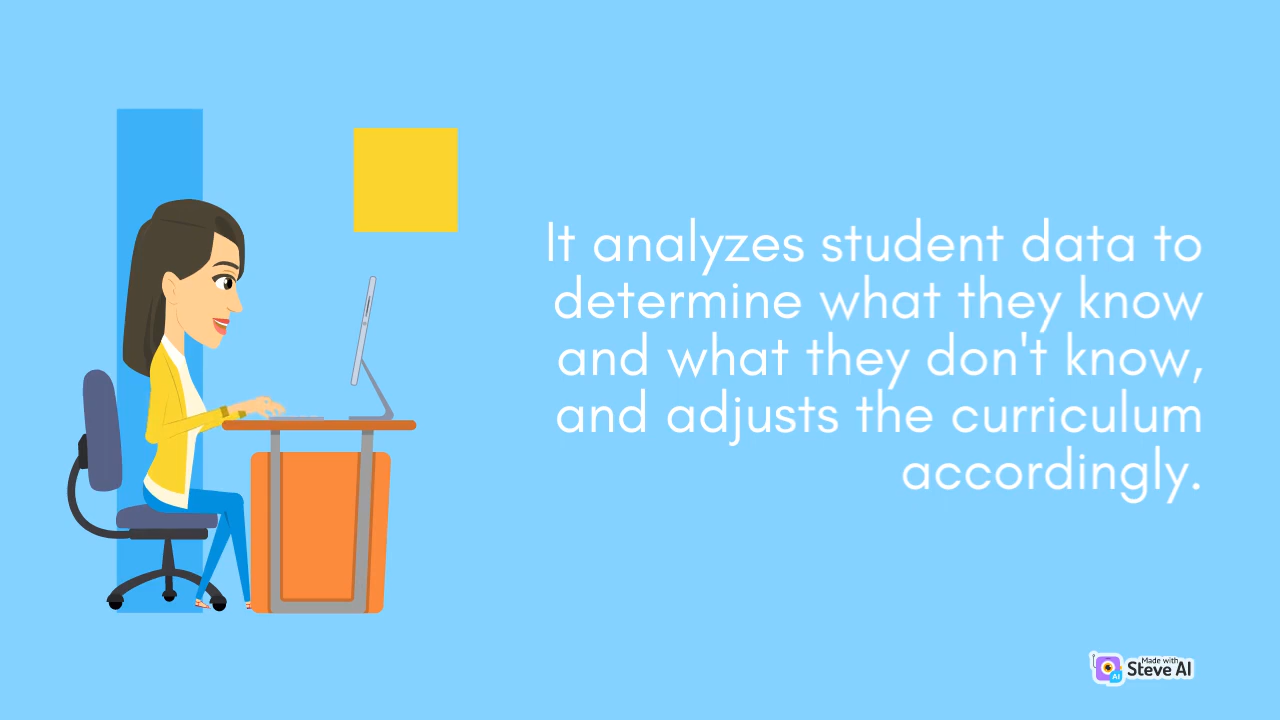 It analyzes student data to
determine what they know
and what they don't know,
and adjusts the curriculum
accordingly.
Made with
Steve AI
AI